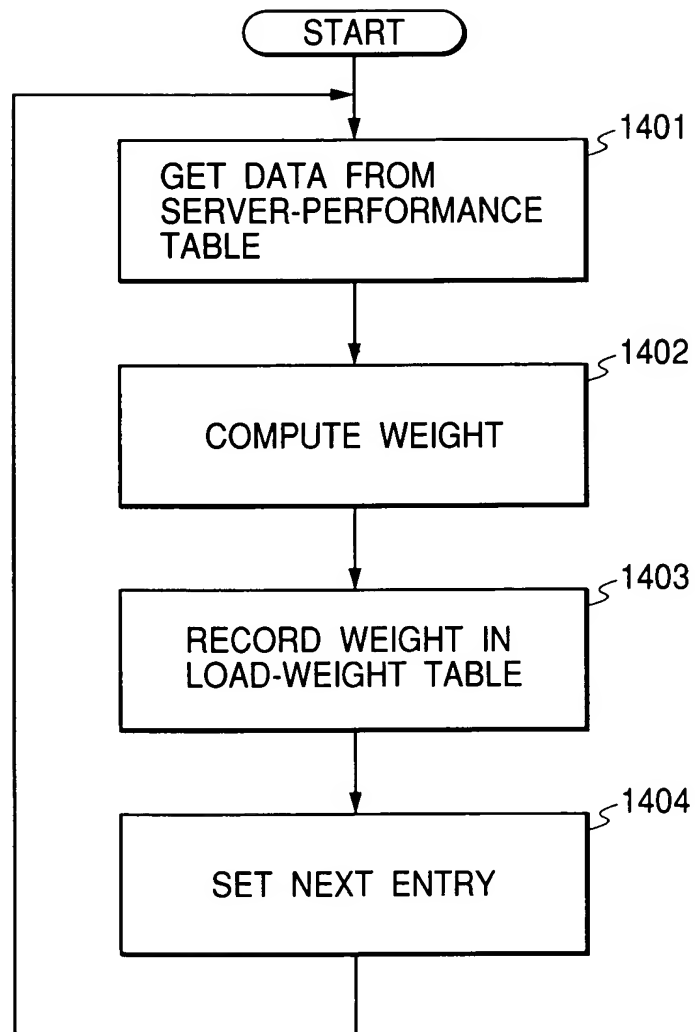 START
1401
GET DATA FROM
SERVER-PERFORMANCE
TABLE
1402
COMPUTE WEIGHT
1403
RECORD WEIGHT IN
LOAD-WEIGHT TABLE
1404
SET NEXT ENTRY